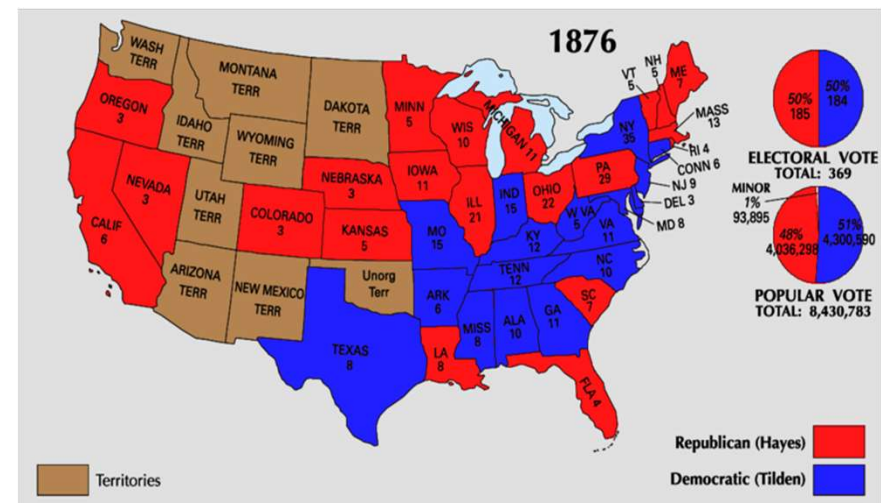 1876
WASH
TERR
MONTANA
TERR
DAKOTA
TERR
MINN
5
OREGON
3
IDAHO
TERR
WYOMING
TERR
WIS
10
MICHIGAN 11
VT
5
NH
5
ME
7
MASS
13
NY
35
RI 4
CONN 6
NJ 9
DEL 3
MD 8
PA
29
NEVADA
3
UTAH
TERR
COLORADO
3
NEBRASKA
3
KANSAS
5
IOWA
11
ILL
21
IND
15
OHIO
22
W VA
5
VA
11
CALIF
6
MO
15
KY
12
NC
10
TENN
12
ARIZONA
TERR
NEW MEXICO
TERR
Unorg
Terr
ARK
6
SC
7
MISS
8
ALA
10
GA
11
TEXAS
8
LA
8
FLA 4
50%
185
50%
184
ELECTORAL VOTE
TOTAL: 369
MINOR
1%
93,895
48%
4,036,298
51%
4,300,590
POPULAR VOTE
TOTAL: 8,430,783
Republican (Hayes)
Democratic (Tilden)
Territories